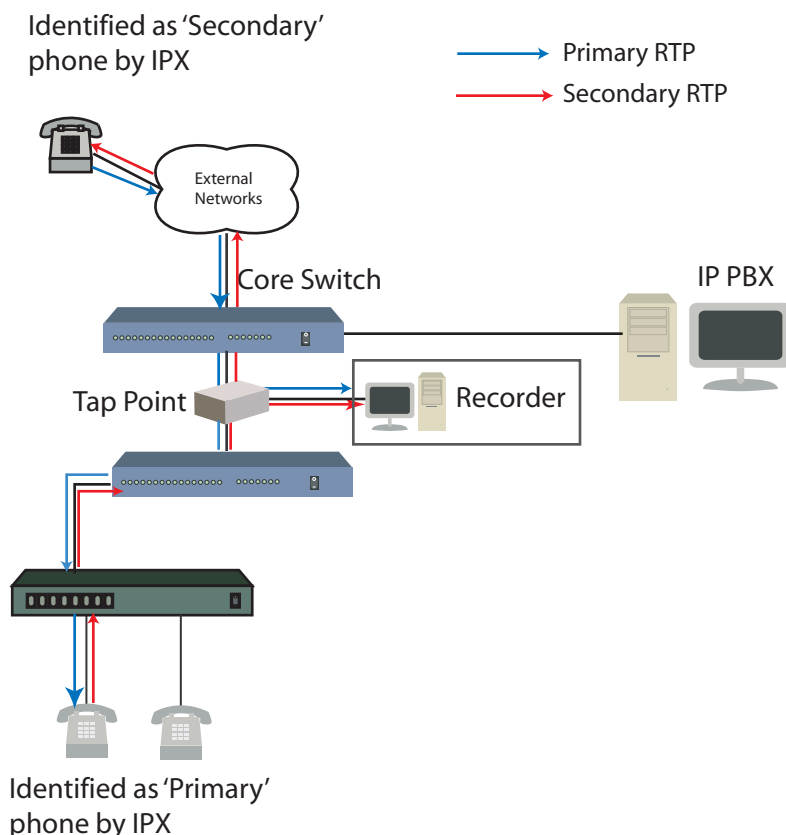 Identified as ‘Secondary’
phone by IPX
Primary RTP
Secondary RTP
External
Networks
Core Switch
IP PBX
Tap Point
Recorder
Identified as ‘Primary’
phone by IPX